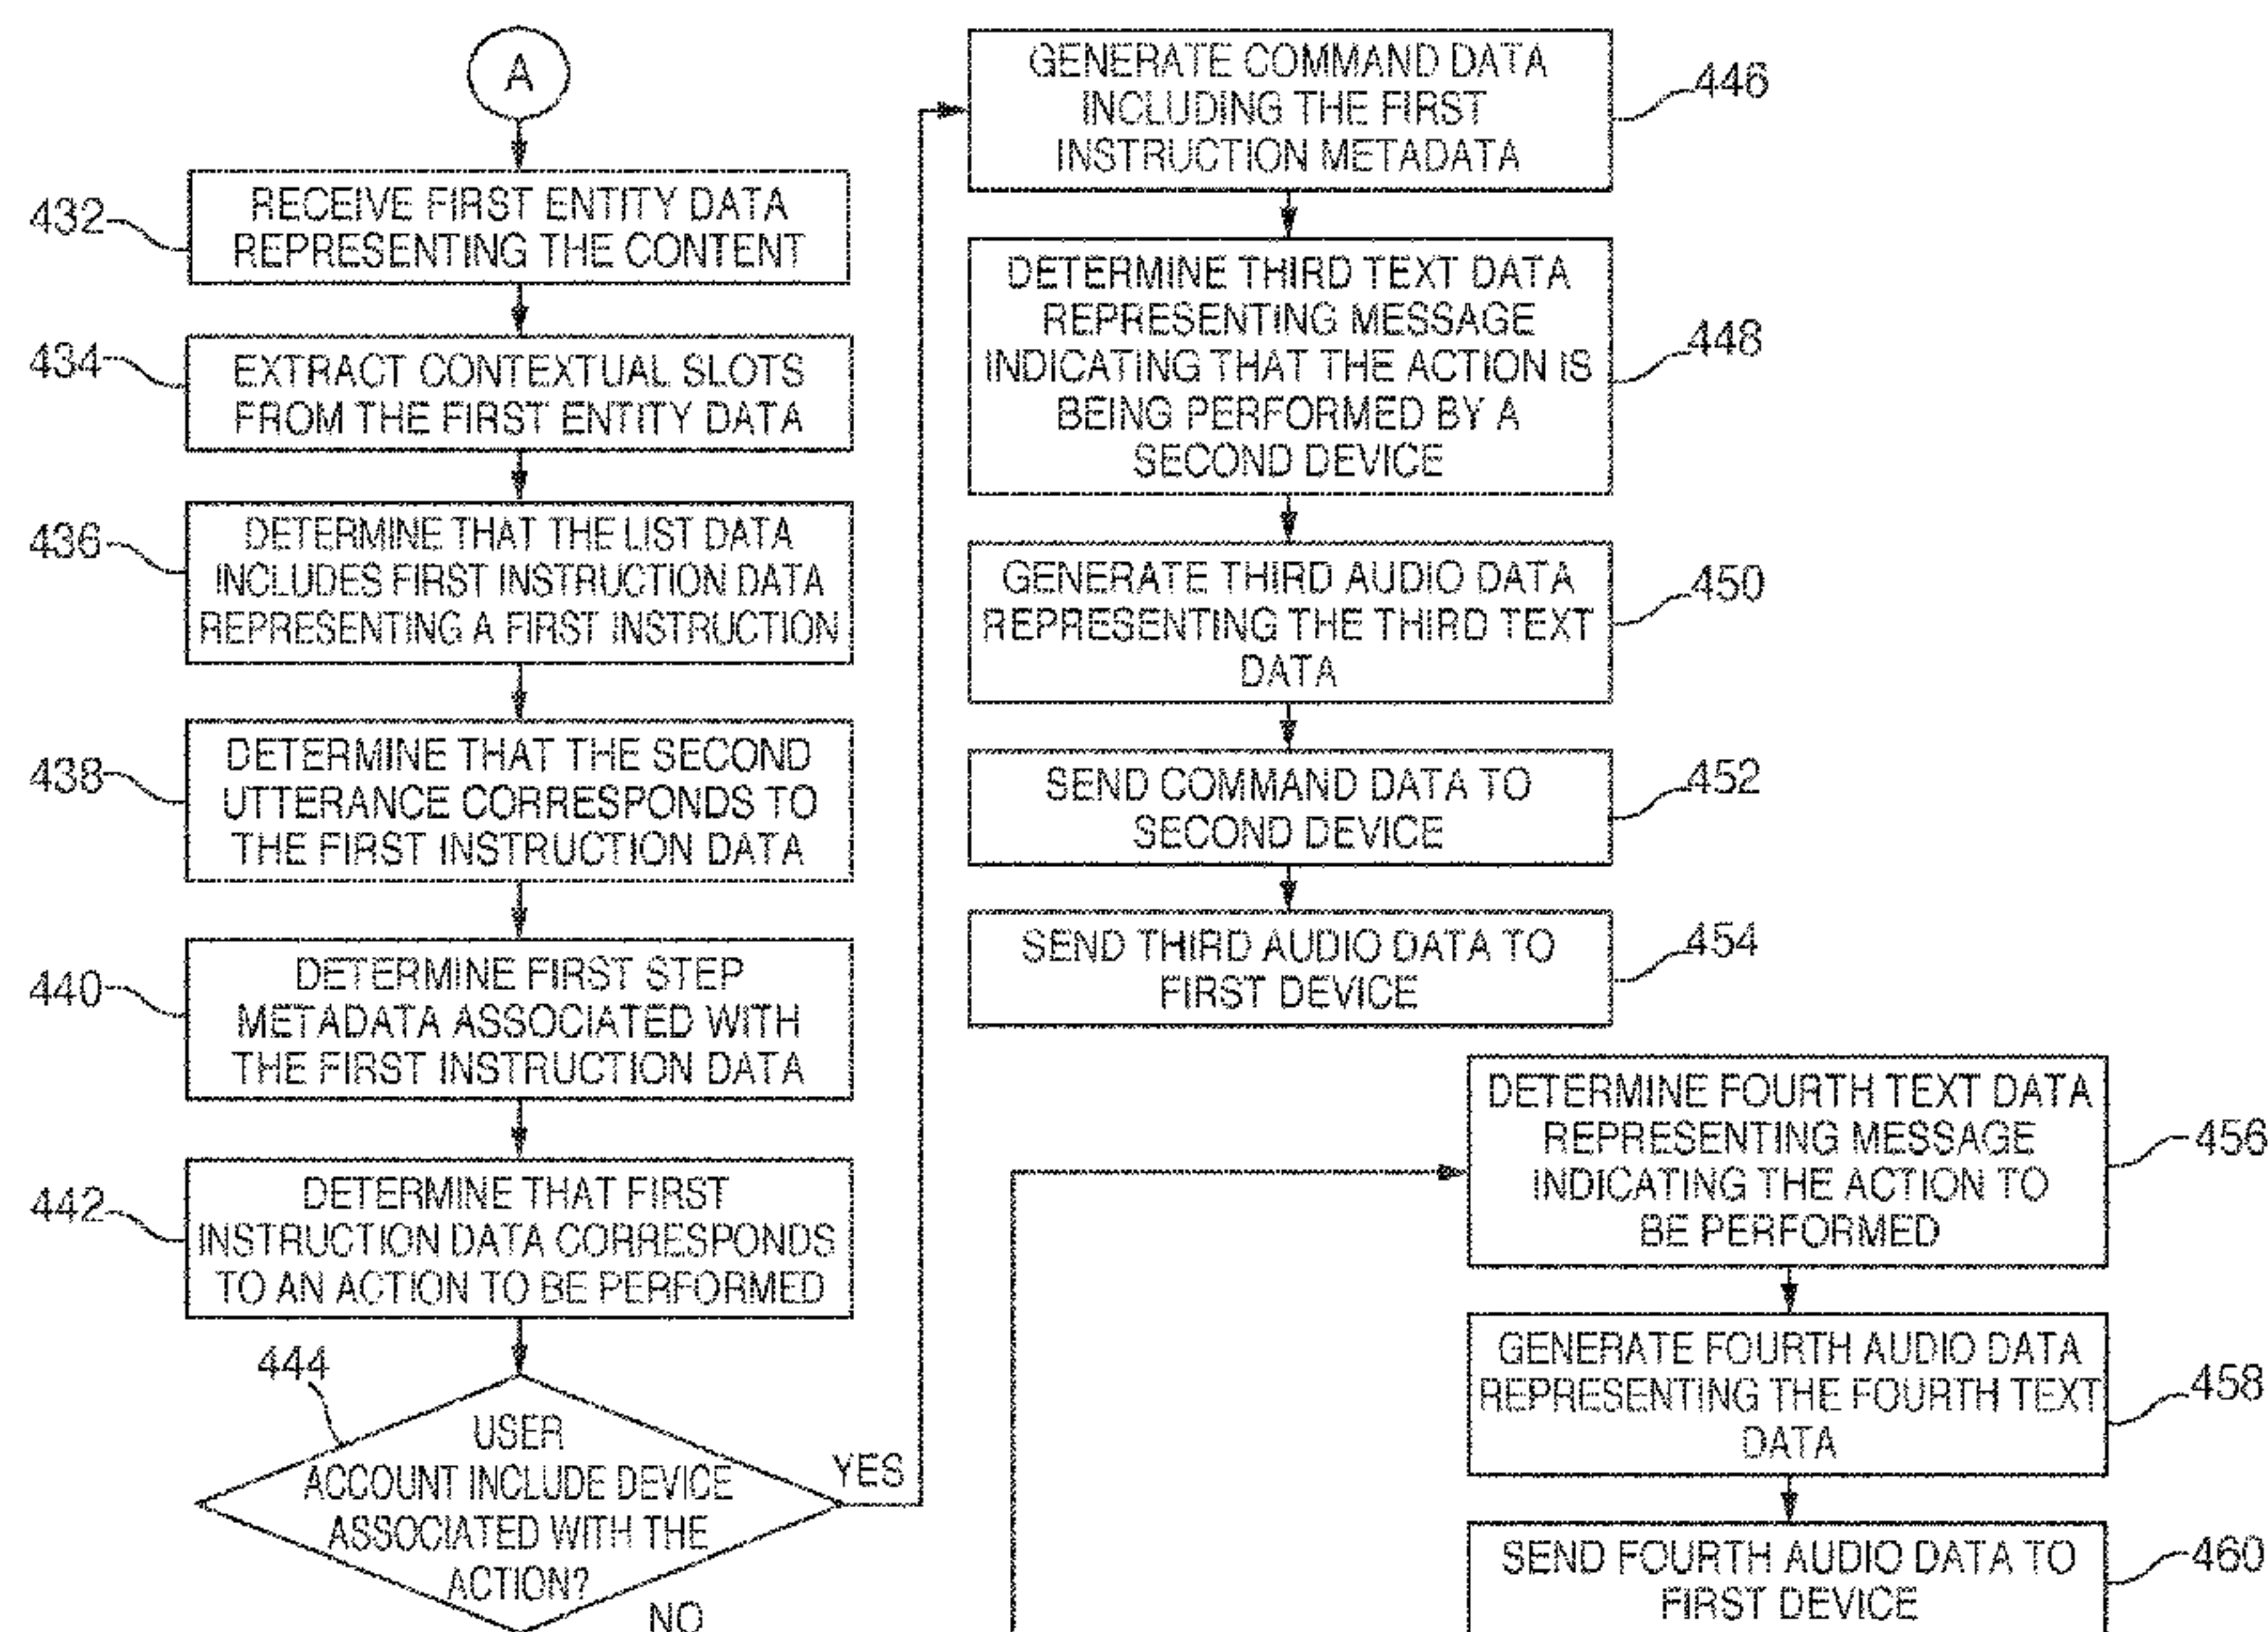 A
432
RECEIVE FIRST ENTITY DATA
REPRESENTING THE CONTENT
434
EXTRACT CONTEXTUAL SLOTS
FROM THE FIRST ENTITY DATA
436
DETERMINE THAT THE LIST DATA
INCLUDES FIRST INSTRUCTION DATA
REPRESENTING A FIRST INSTRUCTION
438
DETERMINE THAT THE SECOND
UTTERANCE CORRESPONDS TO
THE FIRST INSTRUCTION DATA
440
DETERMINE FIRST STEP
METADATA ASSOCIATED WITH
THE FIRST INSTRUCTION DATA
442
DETERMINE THAT FIRST
INSTRUCTION DATA CORRESPONDS
TO AN ACTION TO BE PERFORMED
444
USER
ACCOUNT INCLUDE DEVICE
ASSOCIATED WITH THE
ACTION?
YES
NO
GENERATE COMMAND DATA
INCLUDING THE FIRST
INSTRUCTION METADATA
446
DETERMINE THIRD TEXT DATA
REPRESENTING MESSAGE
INDICATING THAT THE ACTION IS
BEING PERFORMED BY A
SECOND DEVICE
448
GENERATE THIRD AUDIO DATA
REPRESENTING THE THIRD TEXT
DATA
450
SEND COMMAND DATA TO
SECOND DEVICE
452
SEND THIRD AUDIO DATA TO
FIRST DEVICE
454
DETERMINE FOURTH TEXT DATA
REPRESENTING MESSAGE
INDICATING THE ACTION TO
BE PERFORMED
456
GENERATE FOURTH AUDIO DATA
REPRESENTING THE FOURTH TEXT
DATA
458
SEND FOURTH AUDIO DATA TO
FIRST DEVICE
460